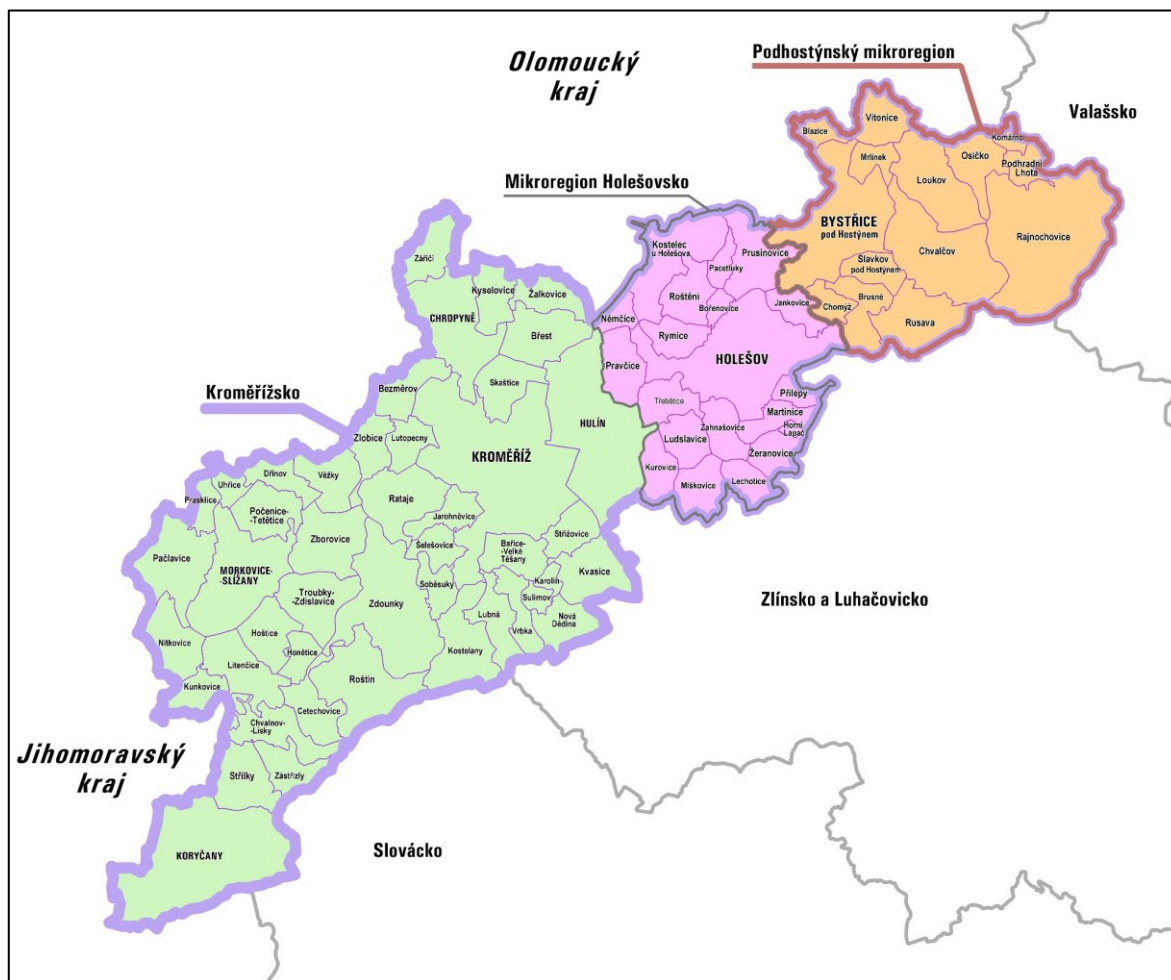 Olomoucký
kraj
Podhostýnský mikroregion
Valašsko
Mikroregion Holešovsko
Kroměřížsko
Zlínsko a Luhačovicko
Jihomoravský
kraj
Slovácko
Blazice
Vítonice
Komárno
Mrlínek
Osíčko
Podhradní
Lhota
Loukov
BYSTŘICE
pod Hostýnem
Rajnochovice
Chvalčov
Slavkov
pod Hostýnem
Brusné
Chomýž
Rusava
Kostelec
u Holešova
Prusinovice
Pacetluky
Roštění
Bořenovice
Jankovice
Němčice
Rymice
Pravčice
HOLEŠOV
Třebětice
Přílepy
Martinice
Zahnašovice
Horní
Lapač
Ludslavice
Žeranovice
Kurovice
Míškovice
Lechotice
Záříčí
Kyselovice
Žalkovice
CHROPYNĚ
Břest
Skaštice
Bezměrov
HULÍN
Zlobice
Lutopecny
KROMĚŘÍŽ
Dřínov
Věžky
Uhřice
Prasklice
Rataje
Počenice-
Tetětice
Jarohněvice
Střížovice
Zborovice
Šelešovice
Bařice-
Velké
Těšany
Pačlavice
MORKOVICE-
SLÍŽANY
Kvasice
Karolín
Soběsuky
Sulimov
Troubky-
Zdislavice
Zdounky
Lubná
Nová
Dědina
Vrbka
Hoštice
Nítkovice
Honětice
Kostelany
Litenčice
Roštín
Kunkovice
Cetechovice
Chvalnov-
Lísky
Střílky
Zástřizly
KORYČANY